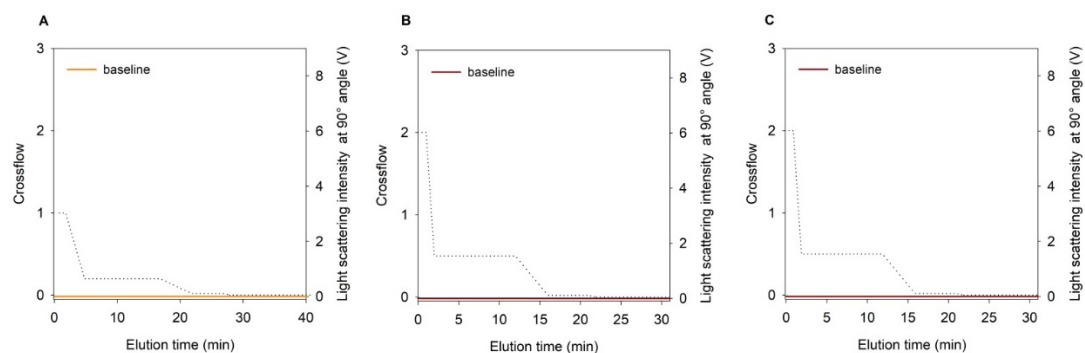 A
3
2
1
0
Crossflow
baseline
8
6
4
2
0
Light scattering intensity at 90° angle (V)
0 10 20 30 40
Elution time (min)
B
3
2
1
0
Crossflow
baseline
8
6
4
2
0
Light scattering intensity at 90° angle (V)
0 5 10 15 20 25 30
Elution time (min)
C
3
2
1
0
Crossflow
baseline
8
6
4
2
0
Light scattering intensity at 90° angle (V)
0 5 10 15 20 25 30
Elution time (min)